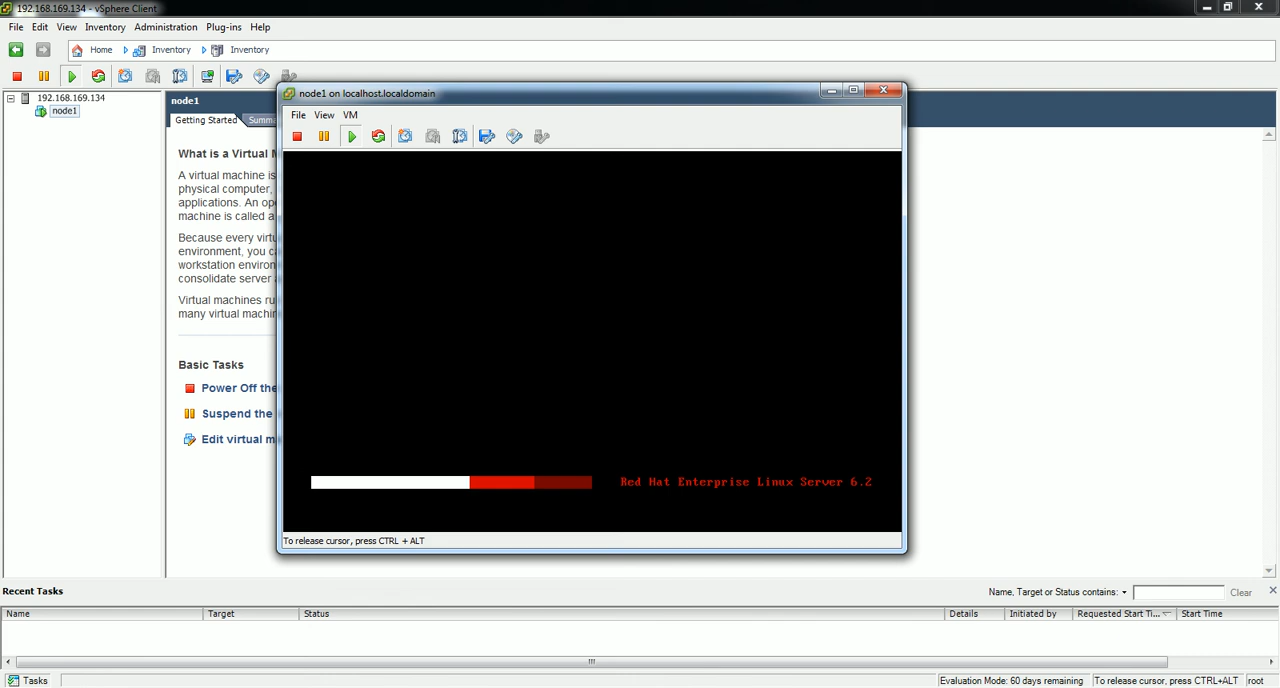 192.168.169.134 - vSphere Client
File Edit View Inventory Administration Plug-ins Help
Home Inventory Inventory
192.168.169.134
node1
node1
Getting Started Summa
What is a Virtual M
A virtual machine is
physical computer,
applications. An ope
machine is called a
Because every virtu
environment, you ca
workstation environ
consolidate server a
Virtual machines ru
many virtual machin
Basic Tasks
Power Off the
Suspend the
Edit virtual ma
node1 on localhost.localdomain
File View VM
Red Hat Enterprise Linux Server 6.2
To release cursor, press CTRL + ALT
Recent Tasks
Name, Target or Status contains: Clear
Name Target Status Details Initiated by Requested Start Ti... Start Time
Tasks
Evaluation Mode: 60 days remaining To release cursor, press CTRL+ALT root